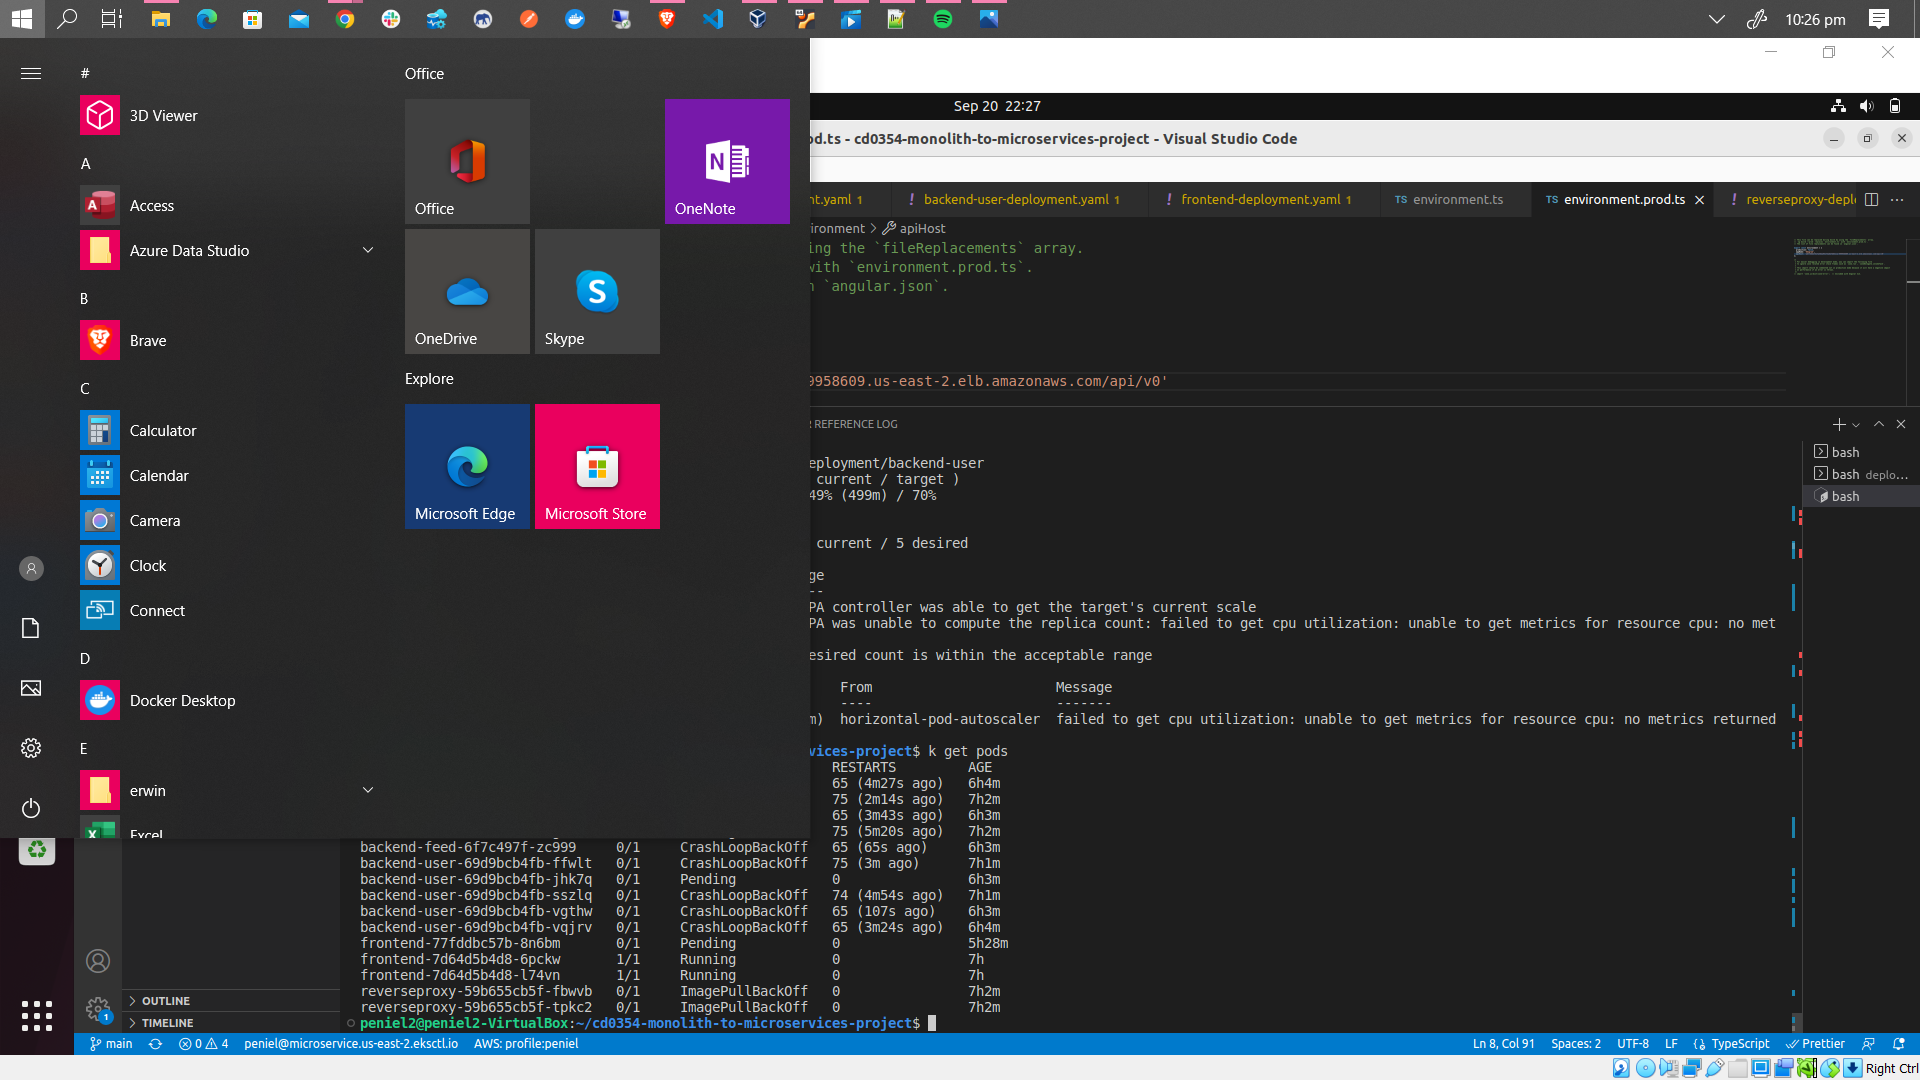 10:26 pm
#
3D Viewer
A
Access
Azure Data Studio
B
Brave
C
Calculator
Calendar
Camera
Clock
Connect
D
Docker Desktop
E
erwin
Excel
Office
Office
OneNote
OneDrive
Skype
Explore
Microsoft Edge
Microsoft Store
Sep 20 22:27
od.ts - cd0354-monolith-to-microservices-project - Visual Studio Code
nt.yaml 1
! backend-user-deployment.yaml 1
! frontend-deployment.yaml 1
TS environment.ts
TS environment.prod.ts
! reverseproxy-depl
ironment > apiHost
ing the `fileReplacements` array.
with `environment.prod.ts`.
n `angular.json`.
9958609.us-east-2.elb.amazonaws.com/api/v0'
R REFERENCE LOG
bash
bash deplo...
bash
eployment/backend-user
current / target )
49% (499m) / 70%
current / 5 desired
ge
--
PA controller was able to get the target's current scale
PA was unable to compute the replica count: failed to get cpu utilization: unable to get metrics for resource cpu: no met
esired count is within the acceptable range
From Message
---- -------
m) horizontal-pod-autoscaler failed to get cpu utilization: unable to get metrics for resource cpu: no metrics returned
vices-project$ k get pods
RESTARTS AGE
65 (4m27s ago) 6h4m
75 (2m14s ago) 7h2m
65 (3m43s ago) 6h3m
75 (5m20s ago) 7h2m
backend-feed-6f7c497f-zc999 0/1 CrashLoopBackOff 65 (65s ago) 6h3m
backend-user-69d9bcb4fb-ffwlt 0/1 CrashLoopBackOff 75 (3m ago) 7h1m
backend-user-69d9bcb4fb-jhk7q 0/1 Pending 0 6h3m
backend-user-69d9bcb4fb-sszlq 0/1 CrashLoopBackOff 74 (4m54s ago) 7h1m
backend-user-69d9bcb4fb-vgthw 0/1 CrashLoopBackOff 65 (107s ago) 6h3m
backend-user-69d9bcb4fb-vqjrv 0/1 CrashLoopBackOff 65 (3m24s ago) 6h4m
frontend-77fddbc57b-8n6bm 0/1 Pending 0 5h28m
frontend-7d64d5b4d8-6pckw 1/1 Running 0 7h
frontend-7d64d5b4d8-l74vn 1/1 Running 0 7h
reverseproxy-59b655cb5f-fbwvb 0/1 ImagePullBackOff 0 7h2m
reverseproxy-59b655cb5f-tpkc2 0/1 ImagePullBackOff 0 7h2m
peniel2@peniel2-VirtualBox:~/cd0354-monolith-to-microservices-project$
OUTLINE
TIMELINE
1
main 0 4 peniel@microservice.us-east-2.eksctl.io AWS: profile:peniel
Ln 8, Col 91 Spaces: 2 UTF-8 LF TypeScript Prettier
Right Ctrl